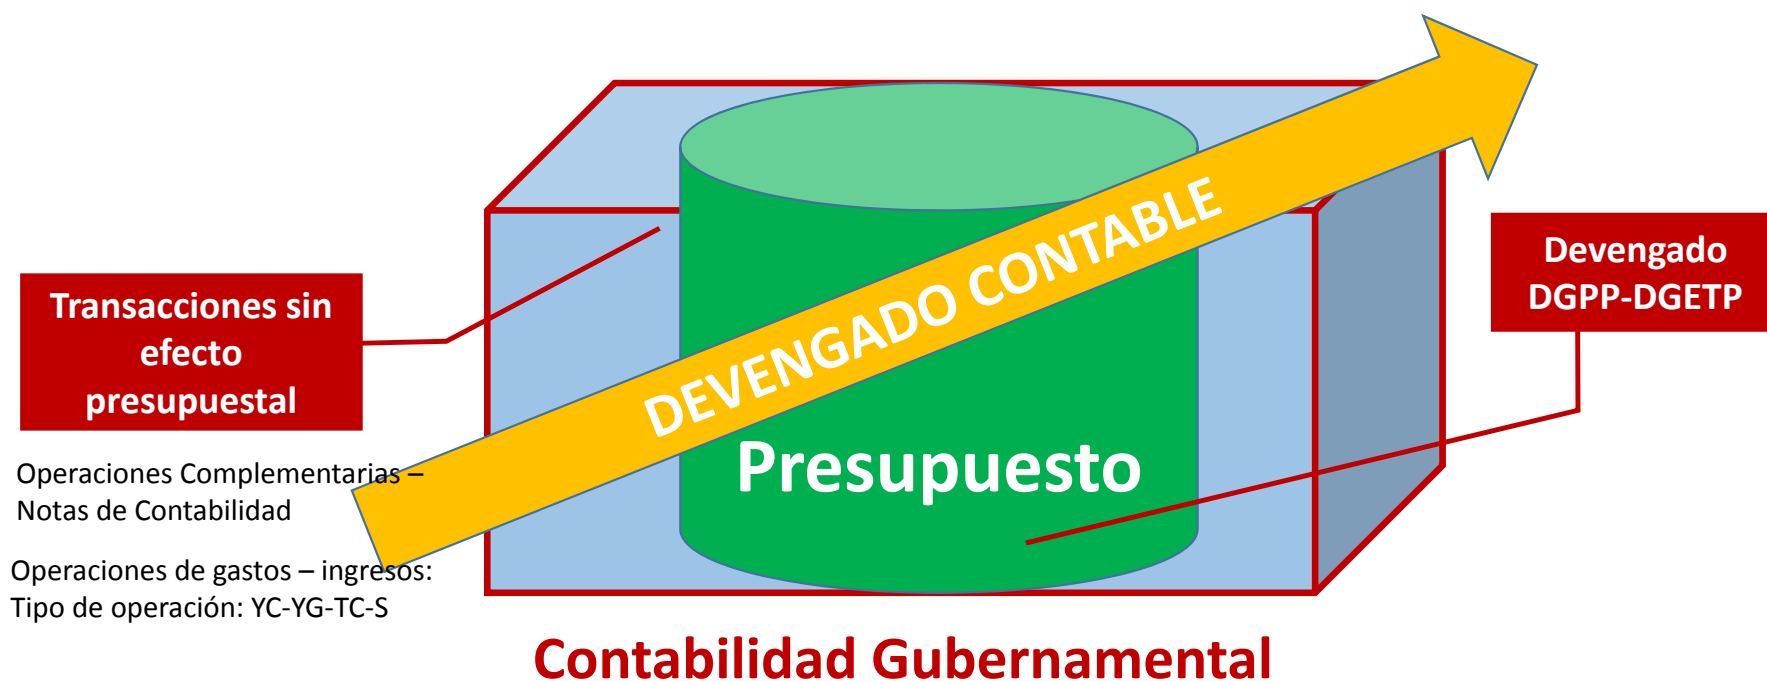 DEVENGADO CONTABLE
Devengado
DGPP-DGETP
Transacciones sin
efecto
presupuestal
Presupuesto
Operaciones Complementarias –
Notas de Contabilidad
Operaciones de gastos – ingresos:
Tipo de operación: YC-YG-TC-S
Contabilidad Gubernamental